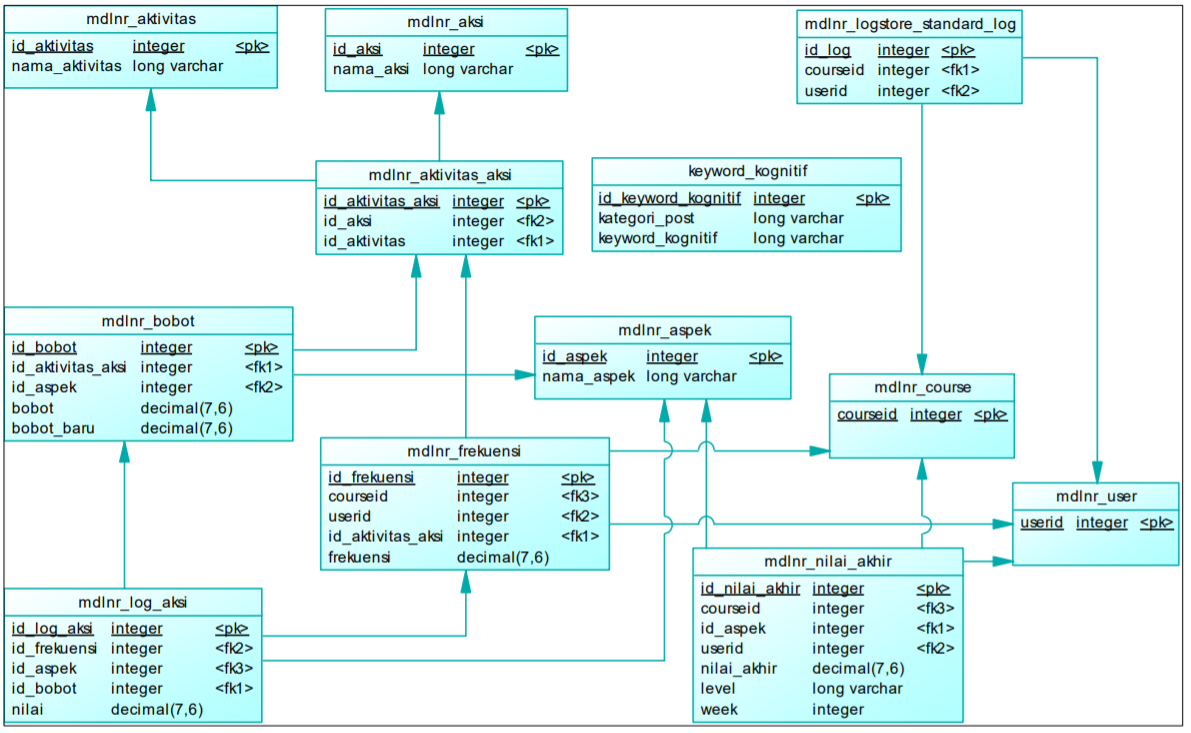 mdlnr_aktivitas
id_aktivitas integer <pk>
nama_aktivitas long varchar
mdlnr_aksi
id_aksi integer <pk>
nama_aksi long varchar
mdlnr_logstore_standard_log
id_log integer <pk>
courseid integer <fk1>
userid integer <fk2>
mdlnr_aktivitas_aksi
id_aktivitas_aksi integer <pk>
id_aksi integer <fk2>
id_aktivitas integer <fk1>
keyword_kognitif
id_keyword_kognitif integer <pk>
kategori_post long varchar
keyword_kognitif long varchar
mdlnr_bobot
id_bobot integer <pk>
id_aktivitas_aksi integer <fk1>
id_aspek integer <fk2>
bobot decimal(7,6)
bobot_baru decimal(7,6)
mdlnr_aspek
id_aspek integer <pk>
nama_aspek long varchar
mdlnr_course
courseid integer <pk>
mdlnr_frekuensi
id_frekuensi integer <pk>
courseid integer <fk3>
userid integer <fk2>
id_aktivitas_aksi integer <fk1>
frekuensi decimal(7,6)
mdlnr_user
userid integer <pk>
mdlnr_log_aksi
id_log_aksi integer <pk>
id_frekuensi integer <fk2>
id_aspek integer <fk3>
id_bobot integer <fk1>
nilai decimal(7,6)
mdlnr_nilai_akhir
id_nilai_akhir integer <pk>
courseid integer <fk3>
id_aspek integer <fk1>
userid integer <fk2>
nilai_akhir decimal(7,6)
level long varchar
week integer